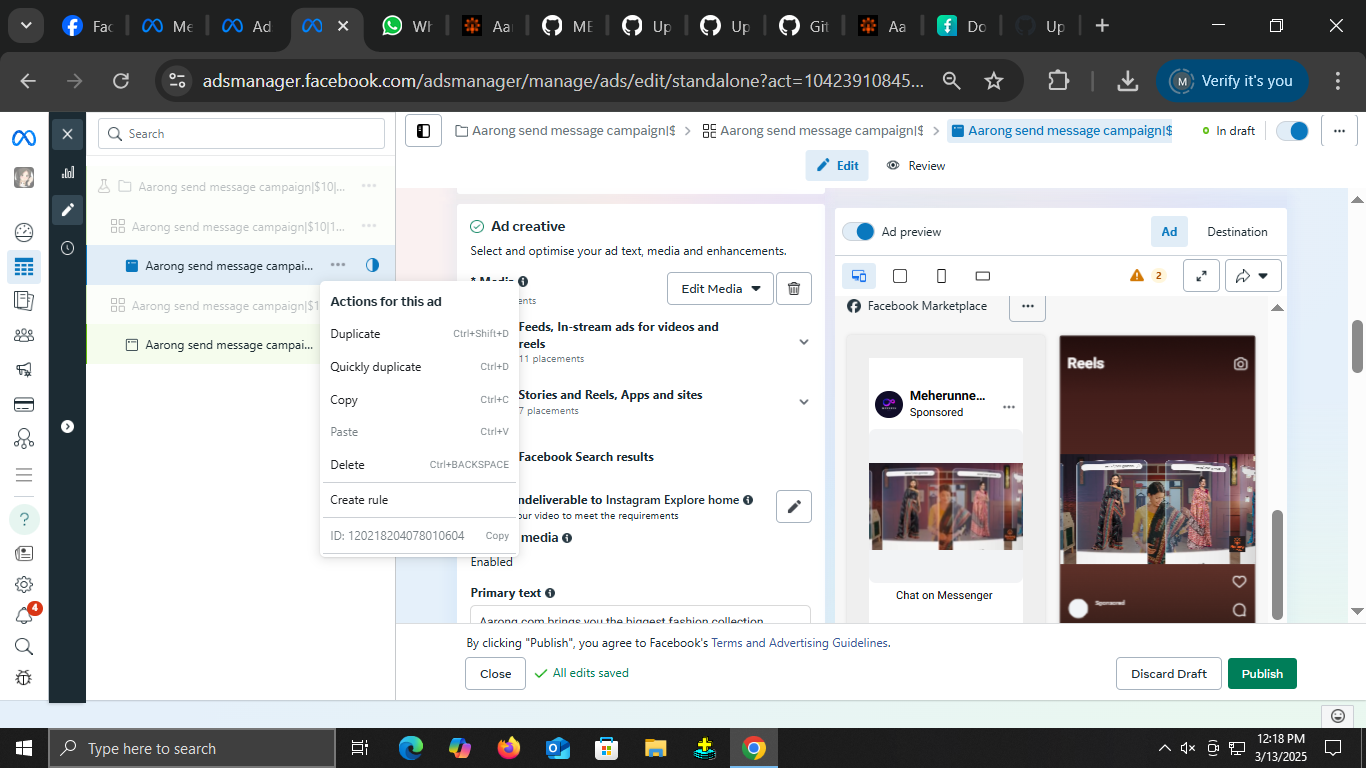 Fac
Me
Ad
Wh
Aa
ME
Up
Up
Git
Aa
Do
Up
adsmanager.facebook.com/adsmanager/manage/ads/edit/standalone?act=10423910845...
M
Verify it's you
Search
Aarong send message campaign|$
Aarong send message campaign|$
Aarong send message campaign|$
In draft
Edit
Review
Aarong send message campaign|$10|...
Aarong send message campaign|$10|1...
Aarong send message campai...
Aarong send message campaign|$1
Aarong send message campai...
Actions for this ad
Duplicate Ctrl+Shift+D
Quickly duplicate Ctrl+D
Copy Ctrl+C
Paste Ctrl+V
Delete Ctrl+BACKSPACE
Create rule
ID: 120218204078010604 Copy
Ad creative
Select and optimise your ad text, media and enhancements.
* Media
Edit Media
ents
Feeds, In-stream ads for videos and
reels
11 placements
Stories and Reels, Apps and sites
7 placements
Facebook Search results
ndeliverable to Instagram Explore home
our video to meet the requirements
media
Enabled
Primary text
Aarong.com brings you the biggest fashion collection
Ad preview
Ad
Destination
2
Facebook Marketplace
Meherunne...
Sponsored
Chat on Messenger
Reels
Sponsored
By clicking "Publish", you agree to Facebook's Terms and Advertising Guidelines.
Close
All edits saved
Discard Draft
Publish
4
Type here to search
12:18 PM
3/13/2025